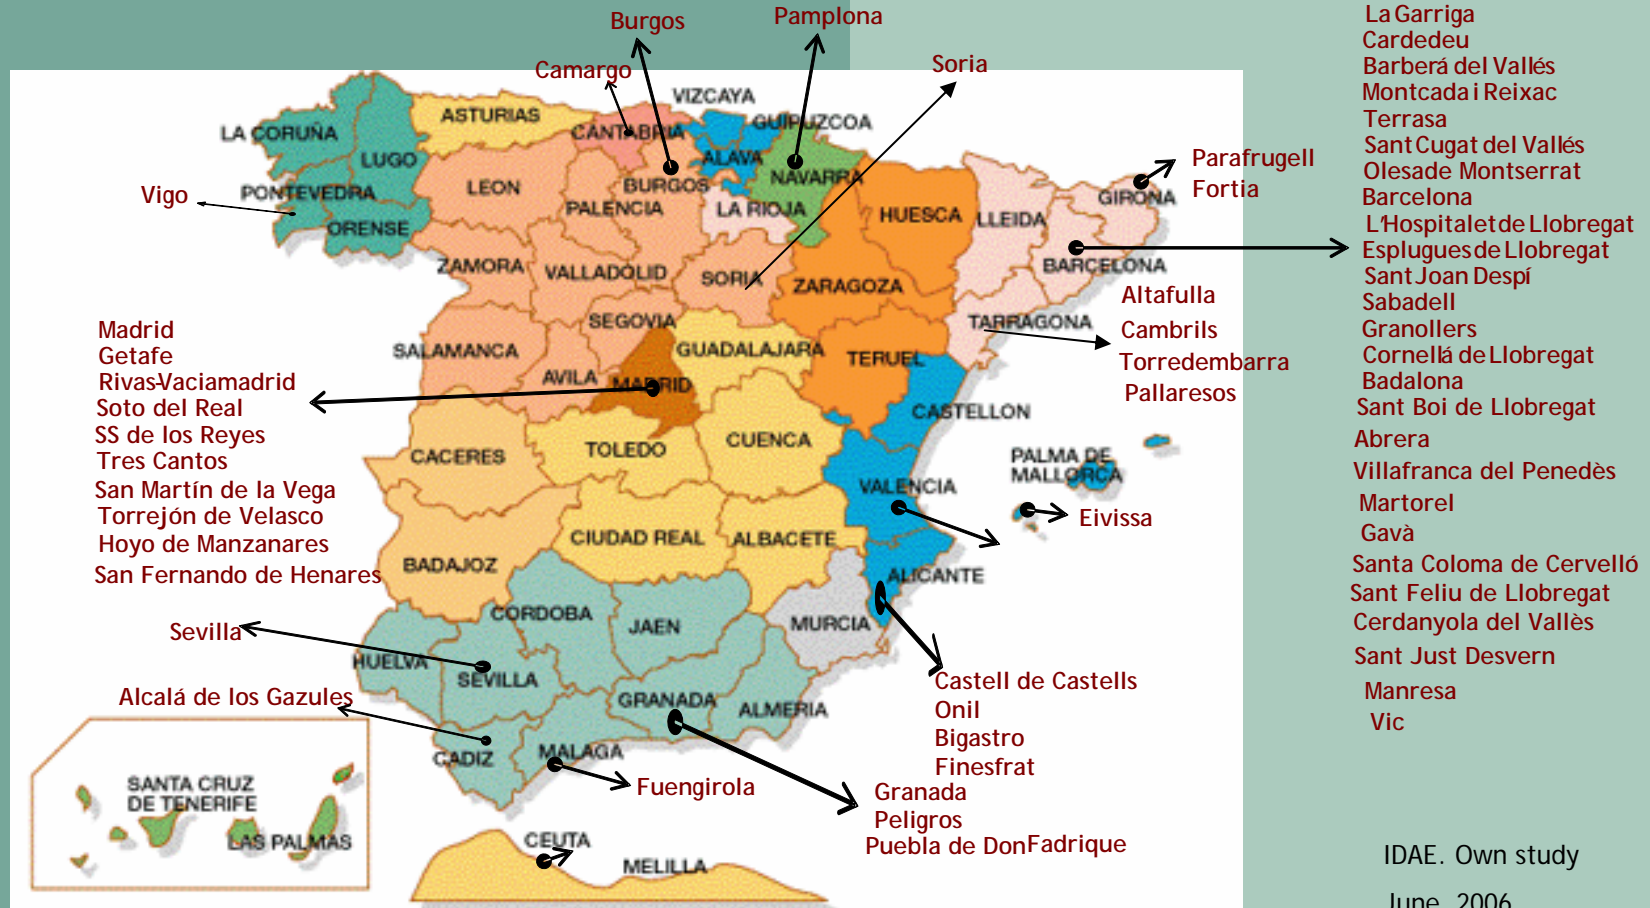 Burgos
Pamplona
Camargo
Soria
Vigo
Madrid
Getafe
Rivas-Vaciamadrid
Soto del Real
SS de los Reyes
Tres Cantos
San Martín de la Vega
Torrejón de Velasco
Hoyo de Manzanares
San Fernando de Henares
Sevilla
Alcalá de los Gazules
VIZCAYA
GUIPUZCOA
ASTURIAS
CANTABRIA
LA CORUÑA
LUGO
ALAVA
NAVARRA
LEON
BURGOS
PONTEVEDRA
PALENCIA
LA RIOJA
HUESCA
LLEIDA
GIRONA
ORENSE
ZAMORA
VALLADOLID
SORIA
ZARAGOZA
BARCELONA
SEGOVIA
TARRAGONA
SALAMANCA
GUADALAJARA
TERUEL
AVILA
MADRID
CASTELLON
CUENCA
TOLEDO
CACERES
PALMA DE
MALLORCA
VALENCIA
CIUDAD REAL
ALBACETE
BADAJOZ
ALICANTE
CORDOBA
JAEN
MURCIA
HUELVA
SEVILLA
GRANADA
ALMERIA
CADIZ
MALAGA
SANTA CRUZ
DE TENERIFE
LAS PALMAS
CEUTA
MELILLA
Parafrugell
Fortia
Altafulla
Cambrils
Torredembarra
Pallaresos
Eivissa
Castell de Castells
Onil
Bigastro
Finesfrat
Fuengirola
Granada
Peligros
Puebla de DonFadrique
La Garriga
Cardedeu
Barberá del Vallés
Montcada i Reixac
Terrasa
Sant Cugat del Vallés
Olesade Montserrat
Barcelona
L'Hospitalet de Llobregat
Esplugues de Llobregat
Sant Joan Despí
Sabadell
Granollers
Cornellá de Llobregat
Badalona
Sant Boi de Llobregat
Abrera
Villafranca del Penedès
Martorel
Gavà
Santa Coloma de Cervelló
Sant Feliu de Llobregat
Cerdanyola del Vallès
Sant Just Desvern
Manresa
Vic
IDAE. Own study
June, 2006